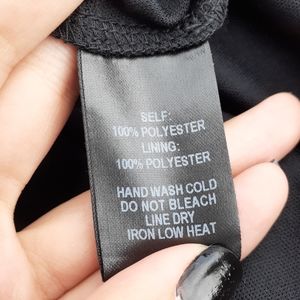 SELF:
100% POLYESTER
LINING:
100% POLYESTER
HAND WASH COLD
DO NOT BLEACH
LINE DRY
IRON LOW HEAT